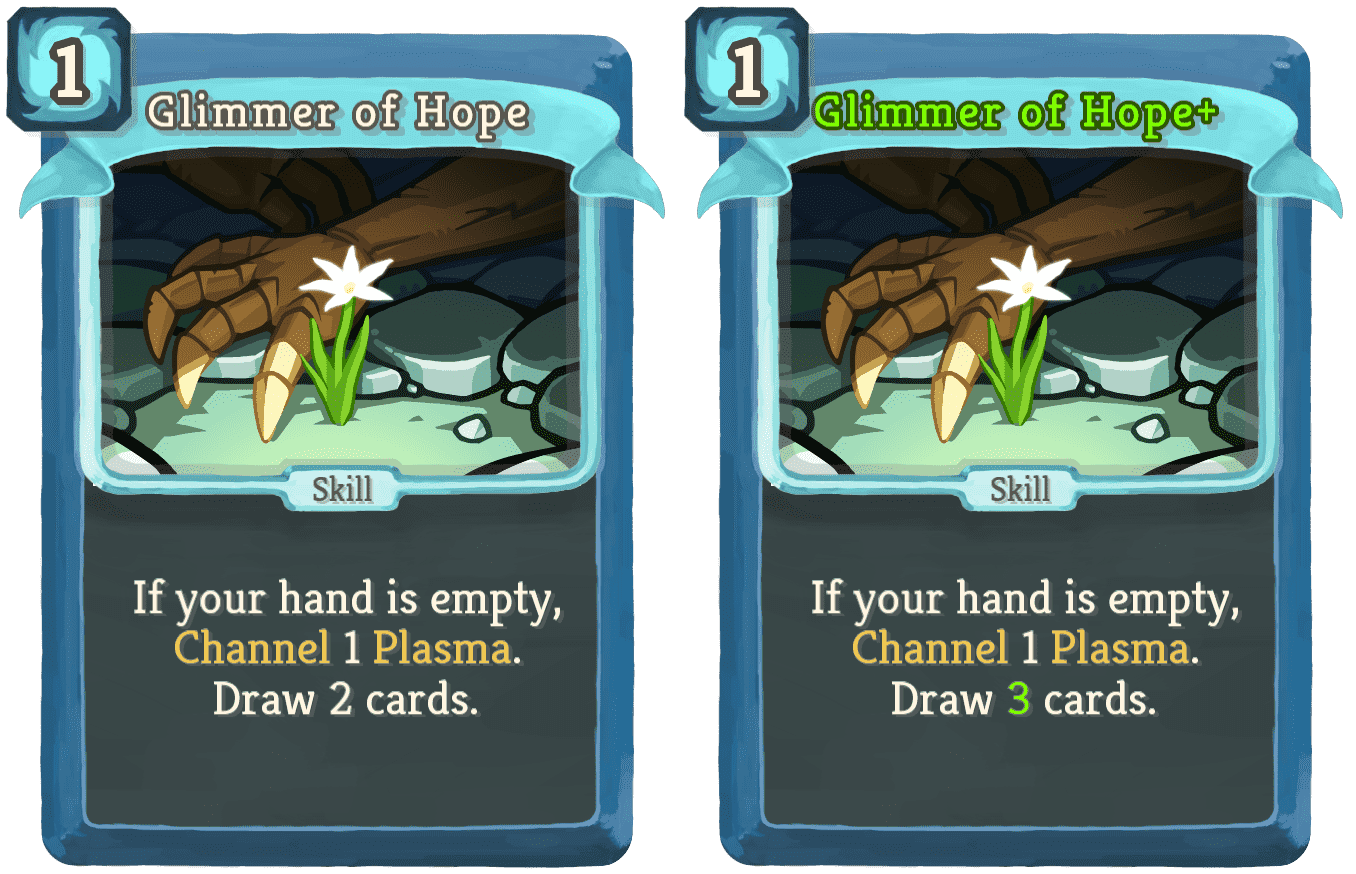 1
Glimmer of Hope
Skill
If your hand is empty,
Channel 1 Plasma.
Draw 2 cards.
1
Glimmer of Hope+
Skill
If your hand is empty,
Channel 1 Plasma.
Draw 3 cards.